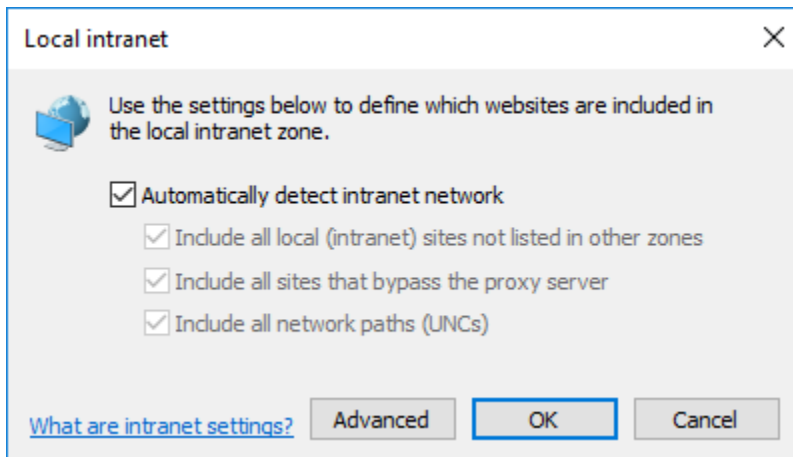 Local intranet
Use the settings below to define which websites are included in
the local intranet zone.
Automatically detect intranet network
Include all local (intranet) sites not listed in other zones
Include all sites that bypass the proxy server
Include all network paths (UNCs)
What are intranet settings? Advanced OK Cancel